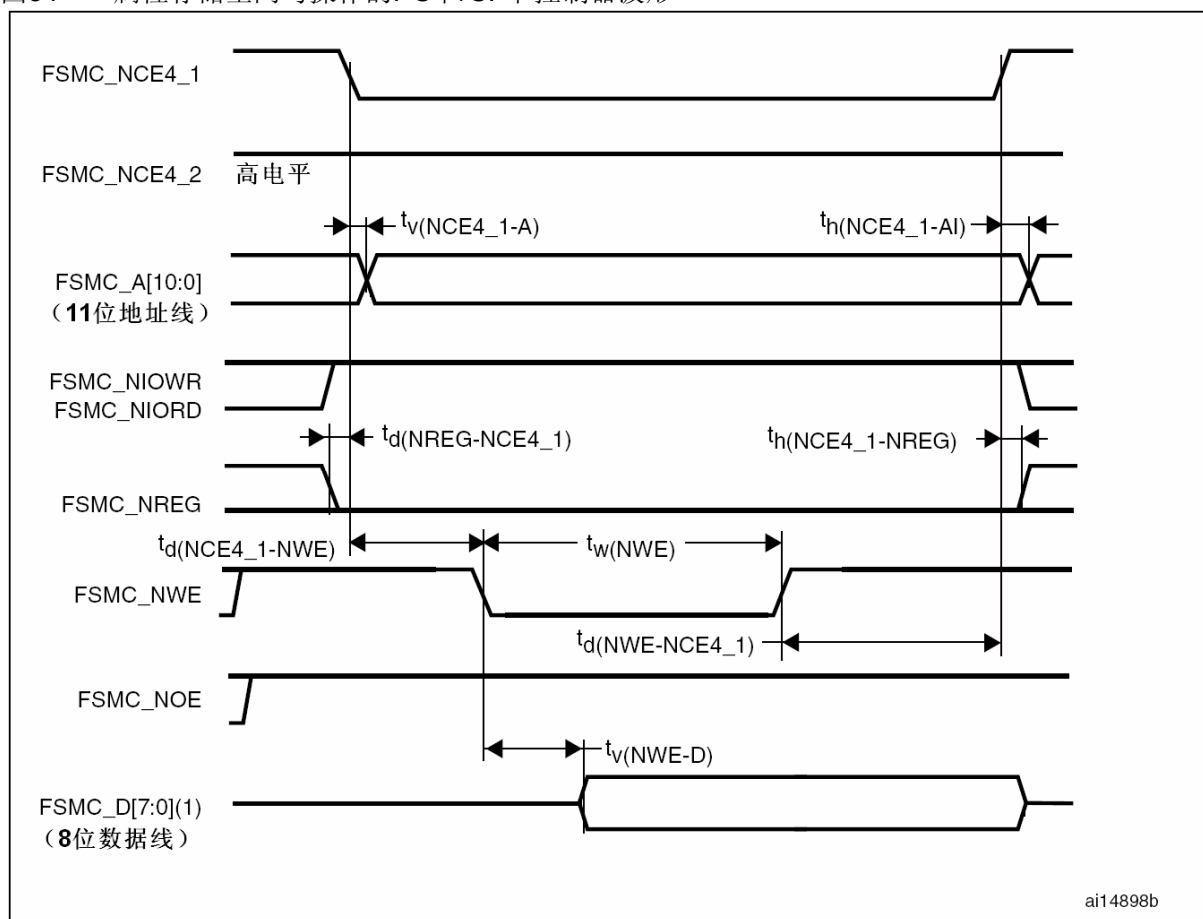 FSMC_NCE4_1
FSMC_NCE4_2 高电平
tv(NCE4_1-A)
th(NCE4_1-AI)
FSMC_A[10:0]
（11位地址线）
FSMC_NIOWR
FSMC_NIORD
td(NREG-NCE4_1)
th(NCE4_1-NREG)
FSMC_NREG
td(NCE4_1-NWE)
tw(NWE)
FSMC_NWE
td(NWE-NCE4_1)
FSMC_NOE
tv(NWE-D)
FSMC_D[7:0](1)
（8位数据线）
ai14898b